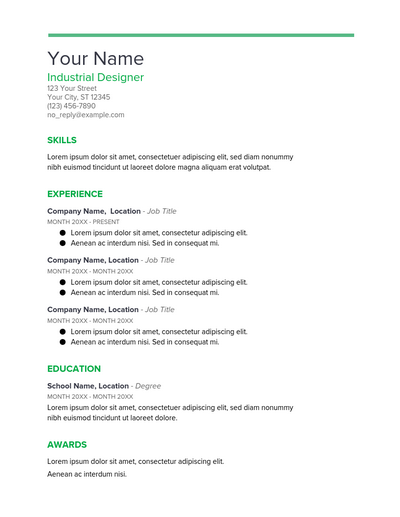 Your Name
Industrial Designer
123 Your Street
Your City, ST 12345
(123) 456-7890
no_reply@example.com
SKILLS
Lorem ipsum dolor sit amet, consectetuer adipiscing elit, sed diam nonummy
nibh euismod tincidunt ut laoreet dolore magna aliquam erat volutpat.
EXPERIENCE
Company Name,  Location - Job Title
MONTH 20XX - PRESENT
● Lorem ipsum dolor sit amet, consectetur adipiscing elit.
● Aenean ac interdum nisi. Sed in consequat mi.
Company Name, Location - Job Title
MONTH 20XX - MONTH 20XX
● Lorem ipsum dolor sit amet, consectetur adipiscing elit.
● Aenean ac interdum nisi. Sed in consequat mi.
Company Name, Location - Job Title
MONTH 20XX - MONTH 20XX
● Lorem ipsum dolor sit amet, consectetur adipiscing elit.
● Aenean ac interdum nisi. Sed in consequat mi.
EDUCATION
School Name, Location - Degree
MONTH 20XX - MONTH 20XX
Lorem ipsum dolor sit amet, consectetuer adipiscing elit, sed diam nonummy
nibh euismod tincidunt ut laoreet dolore.
AWARDS
Lorem ipsum dolor sit amet, consectetur adipiscing elit.
Aenean ac interdum nisi.